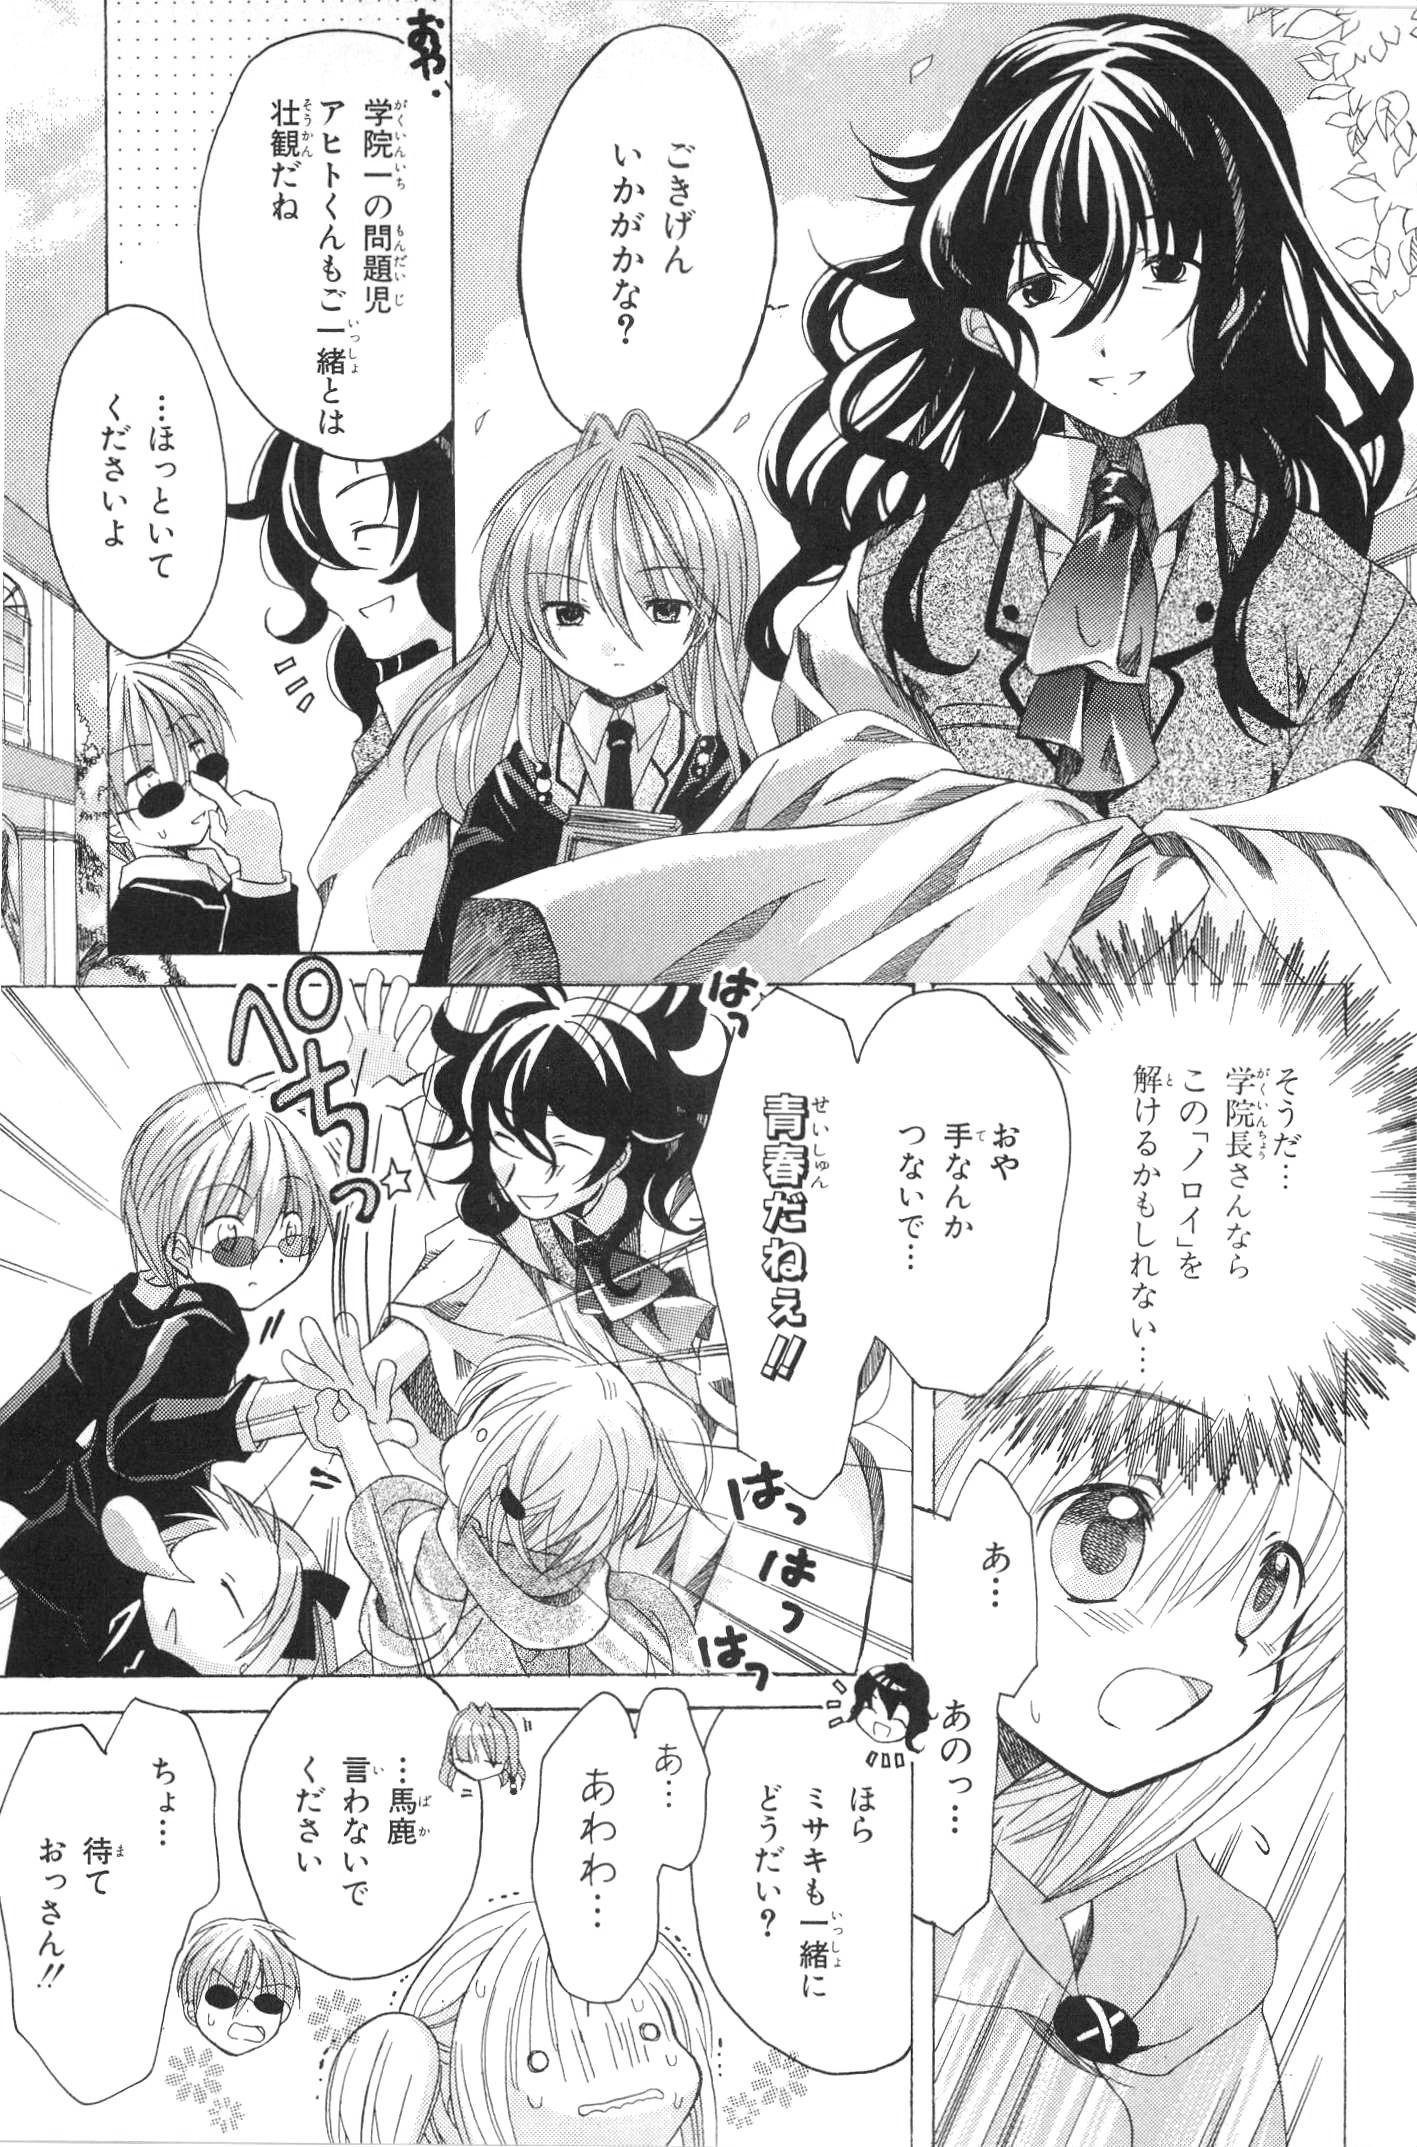 ごきげん
いかがかな?
おや。
学院一の問題児
アヒトくんもご一緒とは
壮観だね
…ほっといて
くださいよ
そうだ…
学院長さんなら
この「ノロイ」を
解けるかもしれない…
あ…
あのっ…
おや
手なんか
つないで…
青春だねぇ!!
はっ
はっ
はっ
はっ
ペちっ
ほら
ミサキも一緒に
どうだい?
あ…
あわわ…
…馬鹿
言わないで
ください
ちょ…
待て
おっさん!!